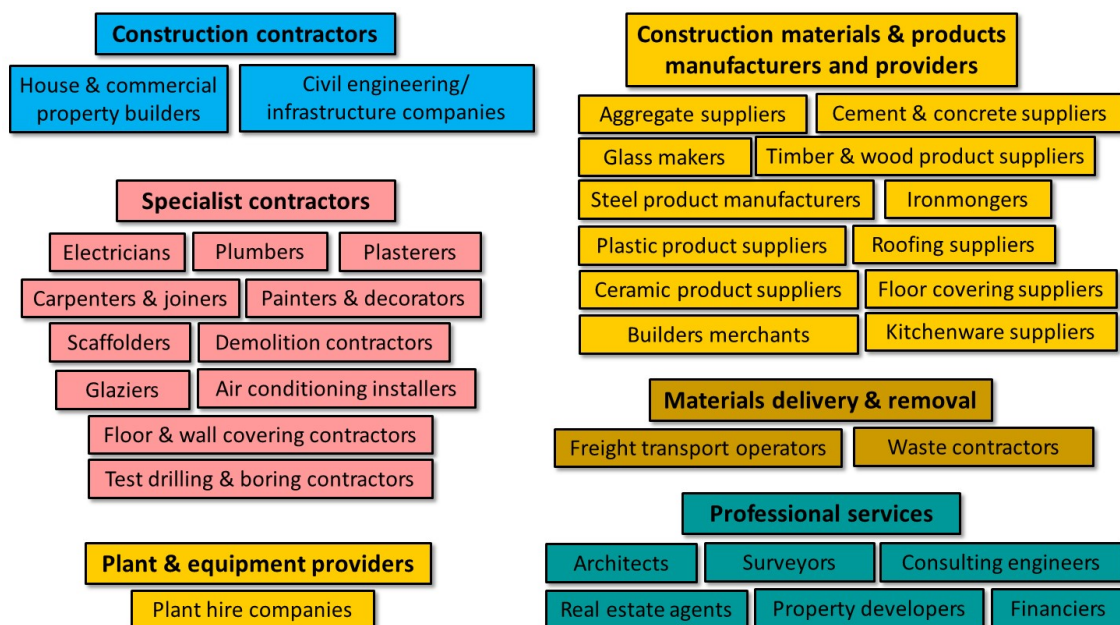 Construction contractors
House & commercial
property builders
Civil engineering/
infrastructure companies
Specialist contractors
Electricians
Plumbers
Plasterers
Carpenters & joiners
Painters & decorators
Scaffolders
Demolition contractors
Glaziers
Air conditioning installers
Floor & wall covering contractors
Test drilling & boring contractors
Plant & equipment providers
Plant hire companies
Construction materials & products
manufacturers and providers
Aggregate suppliers
Cement & concrete suppliers
Glass makers
Timber & wood product suppliers
Steel product manufacturers
Ironmongers
Plastic product suppliers
Roofing suppliers
Ceramic product suppliers
Floor covering suppliers
Builders merchants
Kitchenware suppliers
Materials delivery & removal
Freight transport operators
Waste contractors
Professional services
Architects
Surveyors
Consulting engineers
Real estate agents
Property developers
Financiers